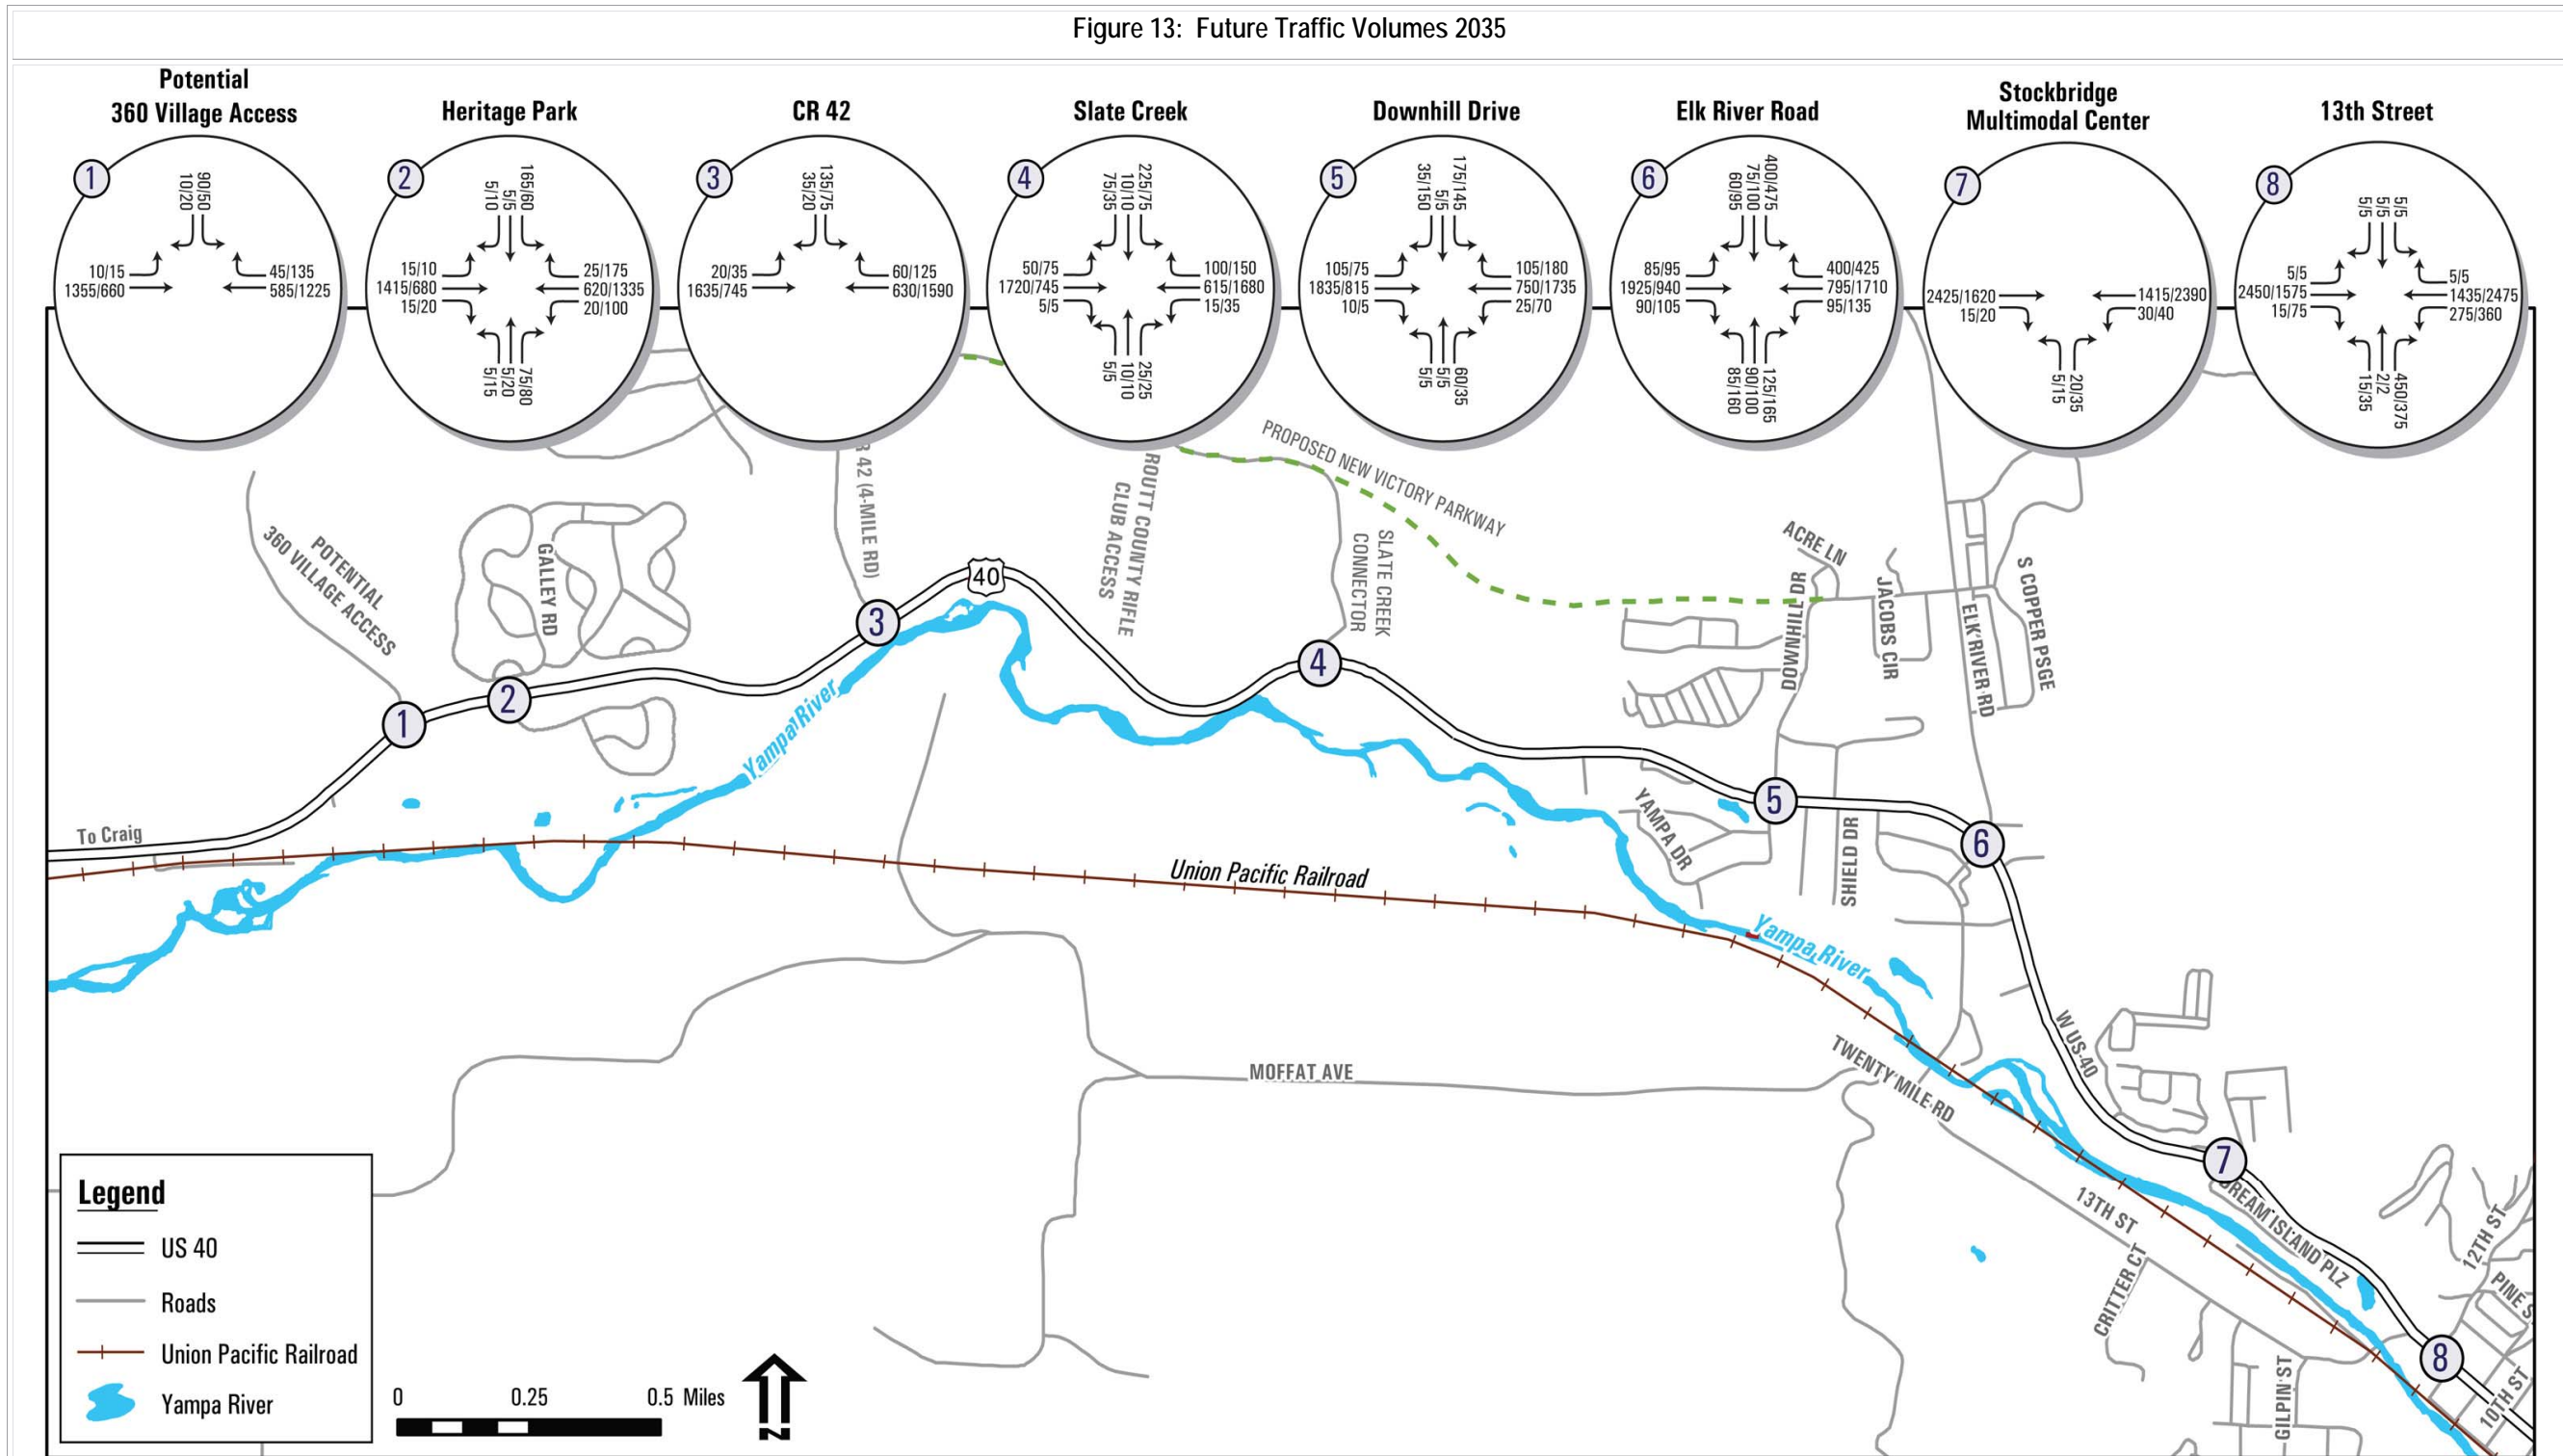 Figure 13: Future Traffic Volumes 2035
Potential
360 Village Access
1
10/20
90/50
10/15
1355/660
45/135
585/1225
Heritage Park
2
5/10
5/5
165/60
15/10
1415/680
15/20
25/175
620/1335
20/100
5/15
5/20
75/80
CR 42
3
35/20
135/75
20/35
1635/745
60/125
630/1590
Slate Creek
4
75/35
10/10
225/75
50/75
1720/745
5/5
100/150
615/1680
15/35
5/5
10/10
25/25
Downhill Drive
5
35/150
5/5
175/145
105/75
1835/815
10/5
105/180
750/1735
25/70
5/5
5/5
60/35
Elk River Road
6
60/95
75/100
400/475
85/95
1925/940
90/105
400/425
795/1710
95/135
85/160
90/100
125/165
Stockbridge
Multimodal Center
7
2425/1620
15/20
1415/2390
30/40
5/15
20/35
13th Street
8
5/5
5/5
5/5
5/5
2450/1575
15/75
5/5
1435/2475
275/360
15/35
2/2
450/375
POTENTIAL
360 VILLAGE ACCESS
GALLEY RD
R 42 (4-MILE RD)
40
ROUTT COUNTY RIFLE
CLUB ACCESS
PROPOSED NEW VICTORY PARKWAY
SLATE CREEK
CONNECTOR
ACRE LN
DOWNHILL DR
JACOBS CIR
ELK RIVER RD
S COPPER PSGE
1
2
3
4
5
6
7
8
Yampa River
To Craig
Union Pacific Railroad
YAMPA DR
SHIELD DR
Yampa River
W US 40
MOFFAT AVE
TWENTY MILE RD
13TH ST
CRITTER CT
DREAM ISLAND PLZ
12TH ST
PINE S
10TH ST
GILPIN ST
Legend
US 40
Roads
Union Pacific Railroad
Yampa River
0 0.25 0.5 Miles
N